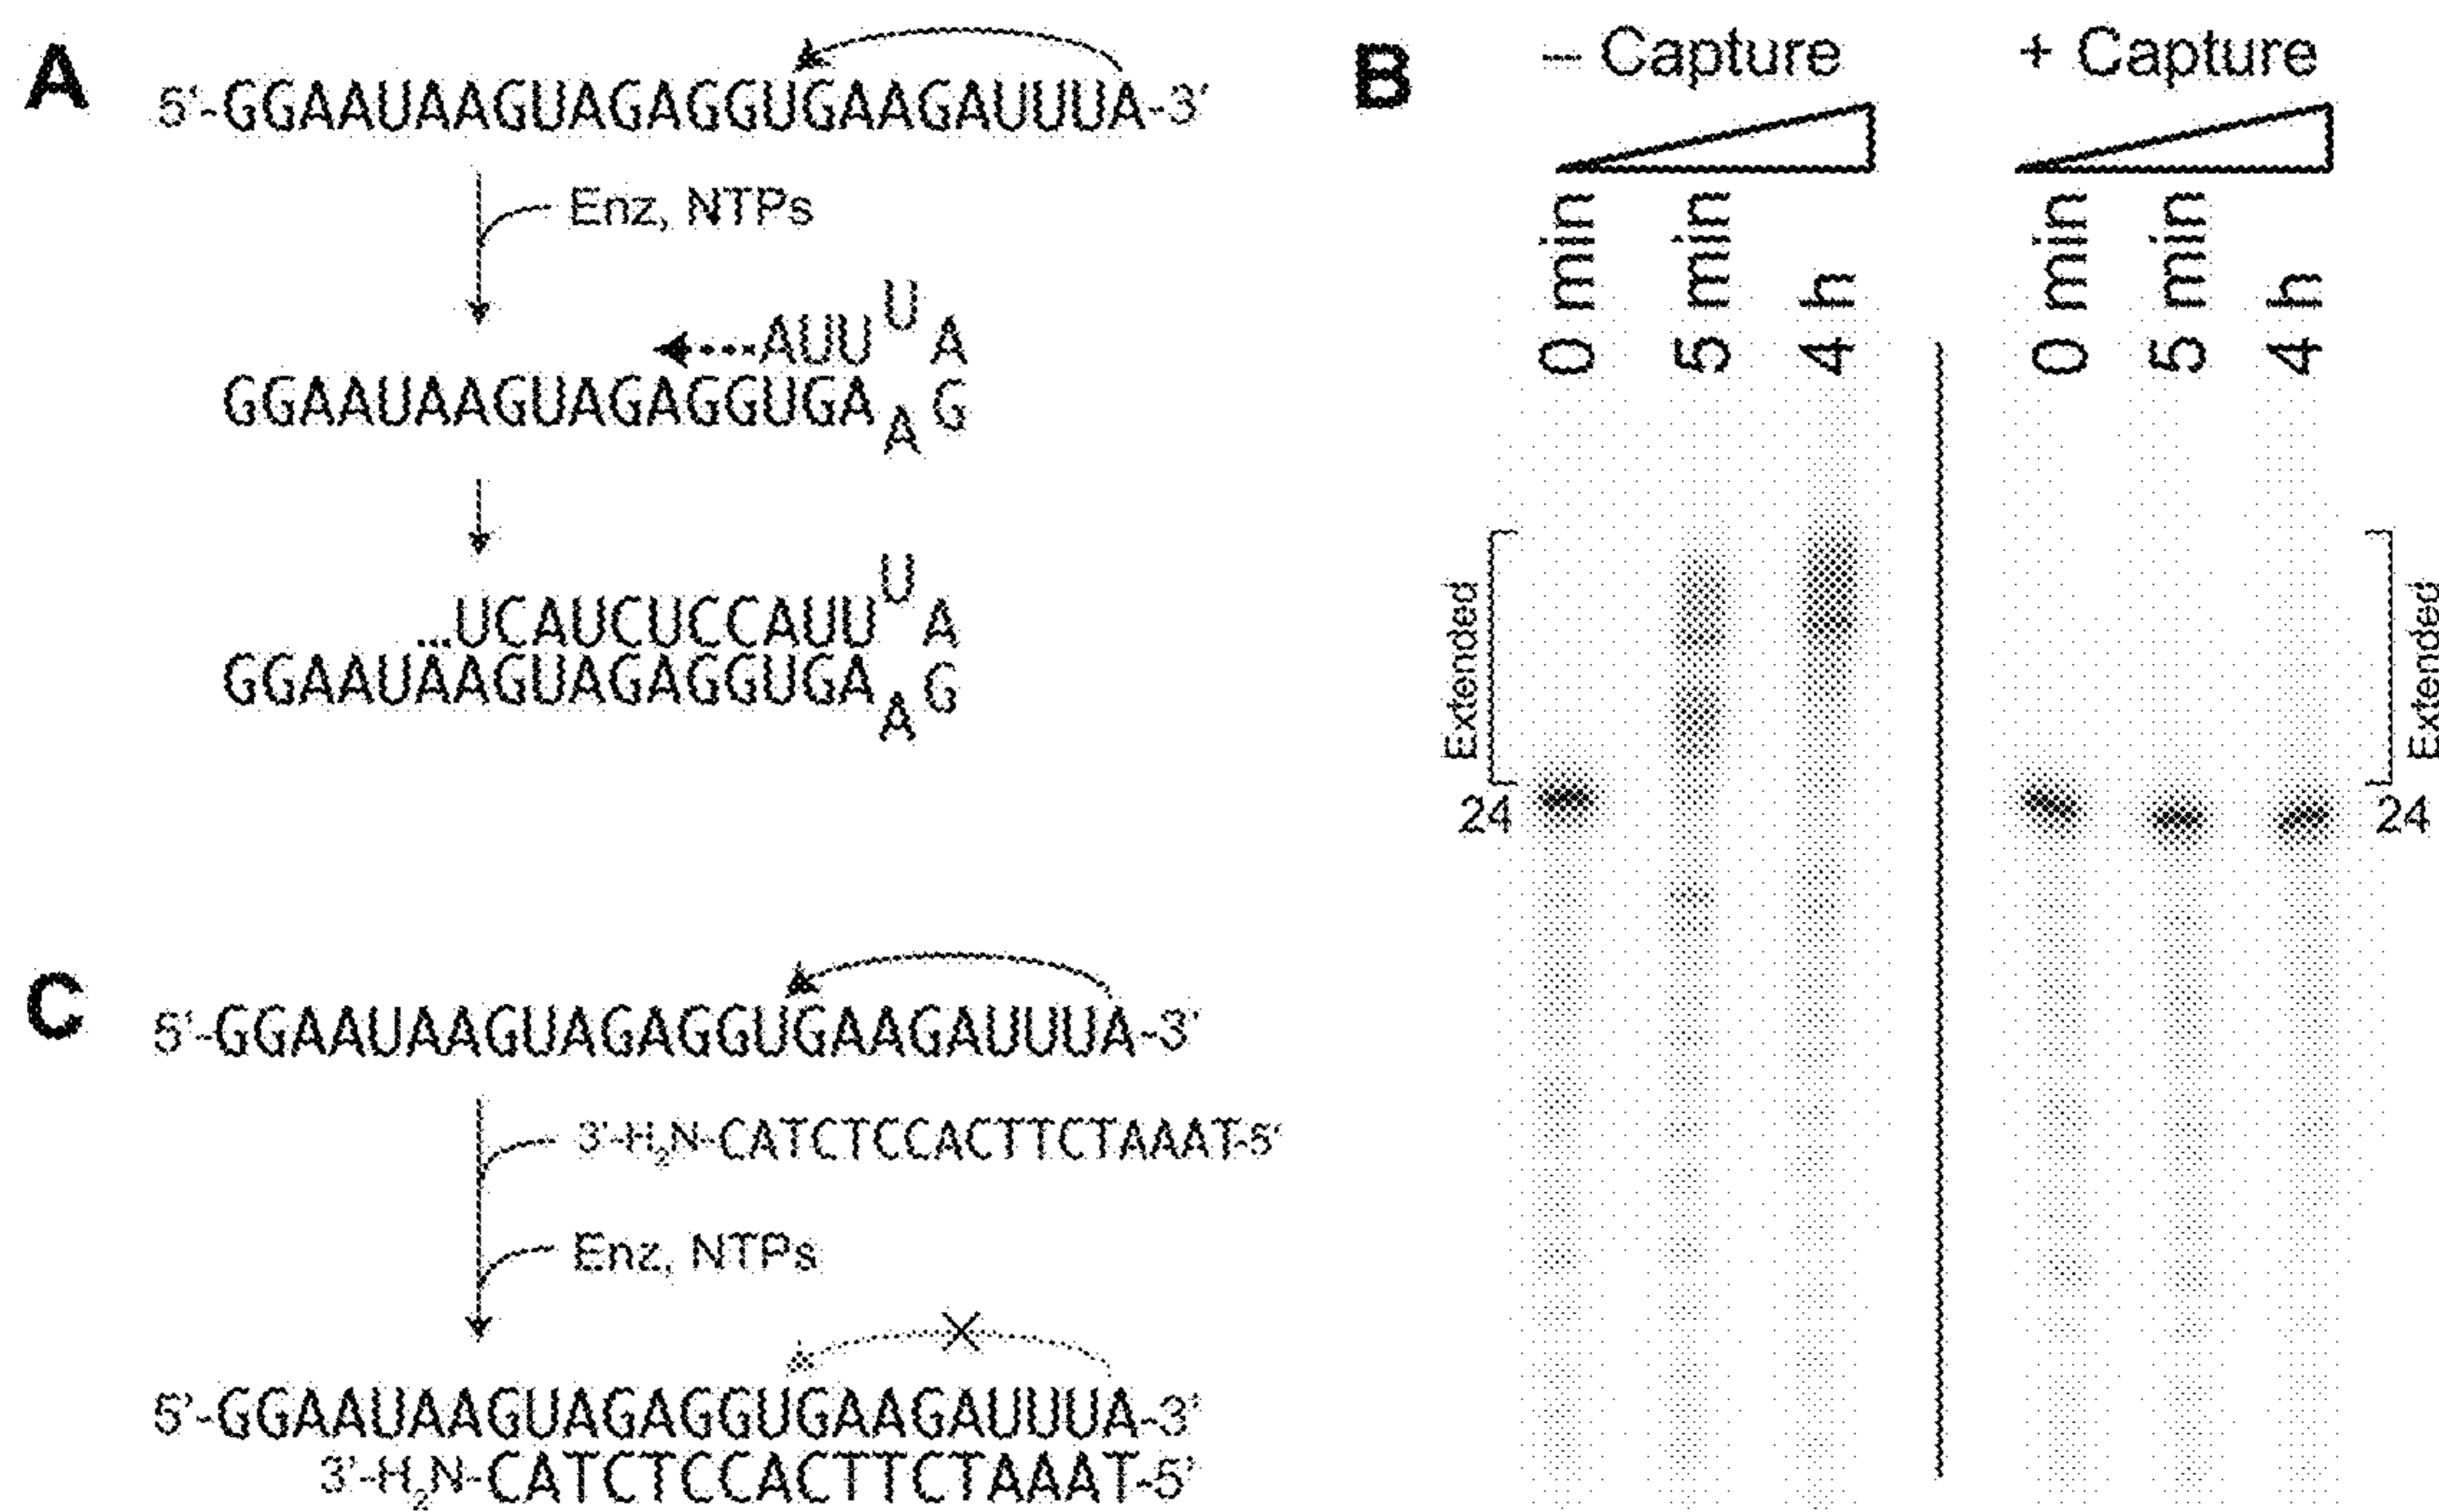 A
5'-GGAAUAAGUAGAGGUGAAGAUUUA-3'
Enz, NTPs
AUU U A
GGAAUAAGUAGAGGUGA A G
...UCAUCUCCAUU U A
GGAAUAAGUAGAGGUGA A G
B
– Capture
+ Capture
0 min
5 min
4 h
0 min
5 min
4 h
Extended
24
Extended
24
C
5'-GGAAUAAGUAGAGGUGAAGAUUUA-3'
3'-H₂N-CATCTCCACTTCTAAAT-5'
Enz, NTPs
X
5'-GGAAUAAGUAGAGGUGAAGAUUUA-3'
3'-H₂N-CATCTCCACTTCTAAAT-5'